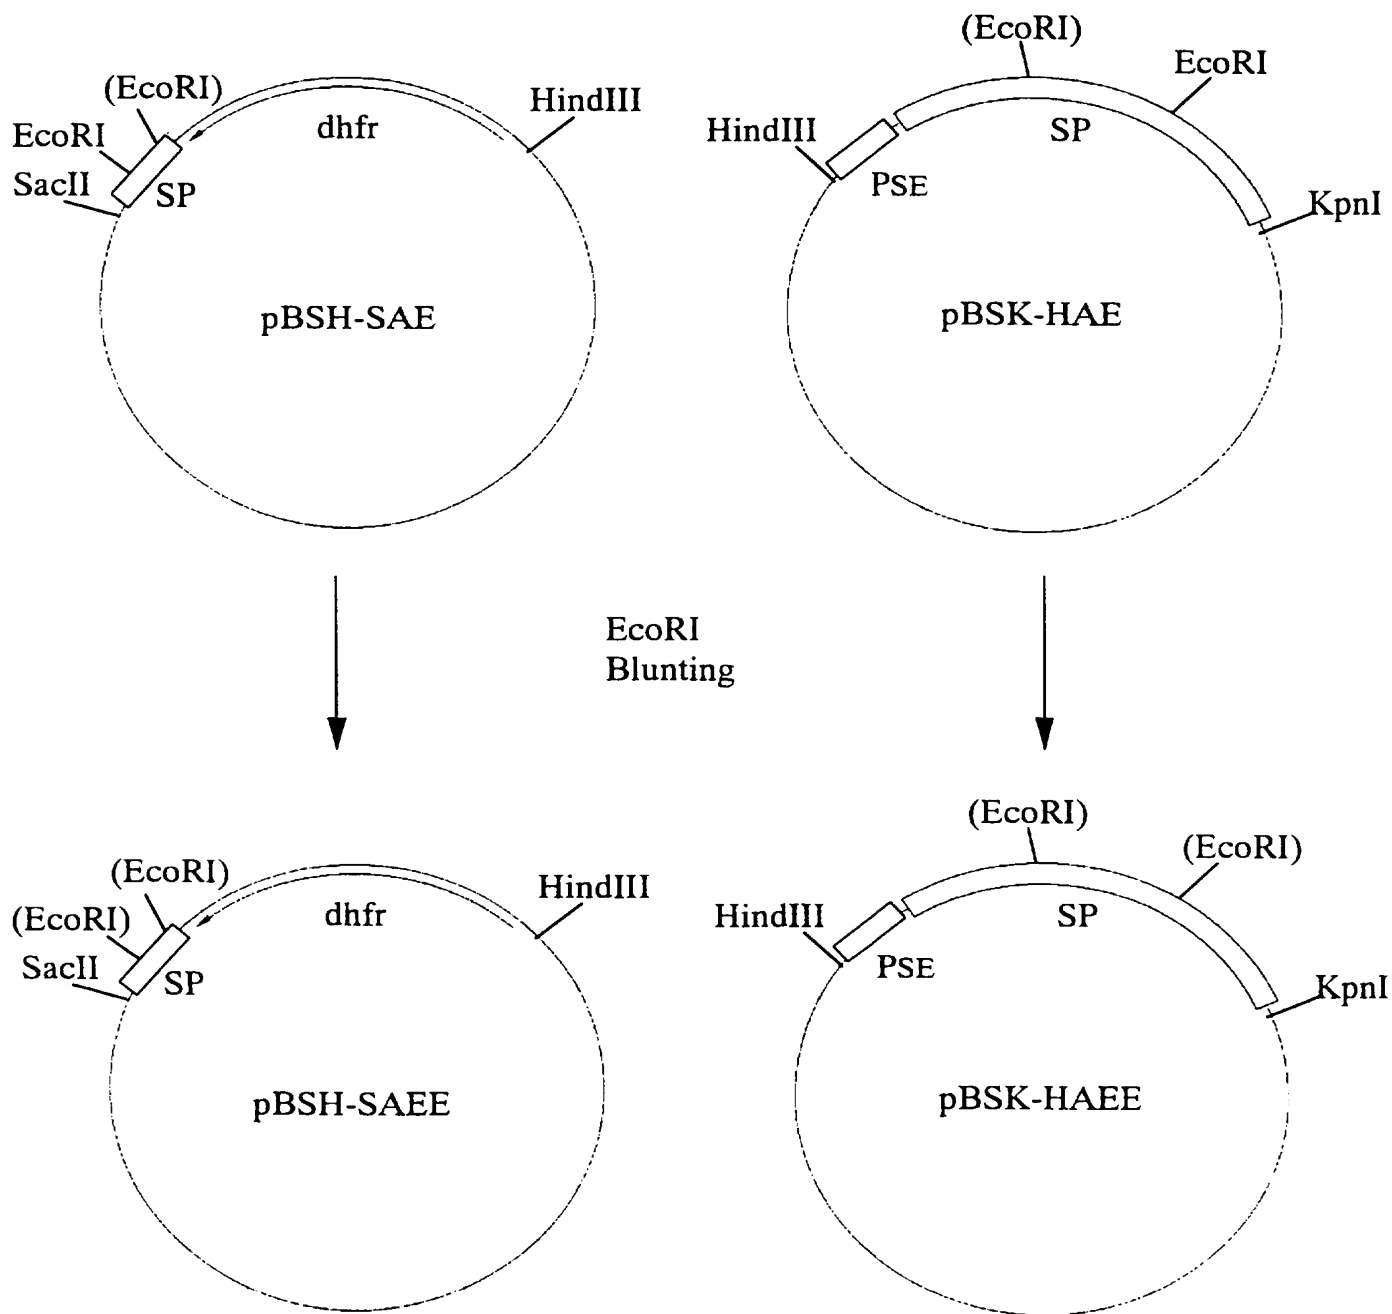 (EcoRI)
EcoRI
SacII
SP
dhfr
HindIII
pBSH-SAE
(EcoRI)
EcoRI
HindIII
SP
PSE
KpnI
pBSK-HAE
EcoRI
Blunting
(EcoRI)
(EcoRI)
SacII
SP
dhfr
HindIII
pBSH-SAEE
(EcoRI)
(EcoRI)
HindIII
SP
PSE
KpnI
pBSK-HAEE